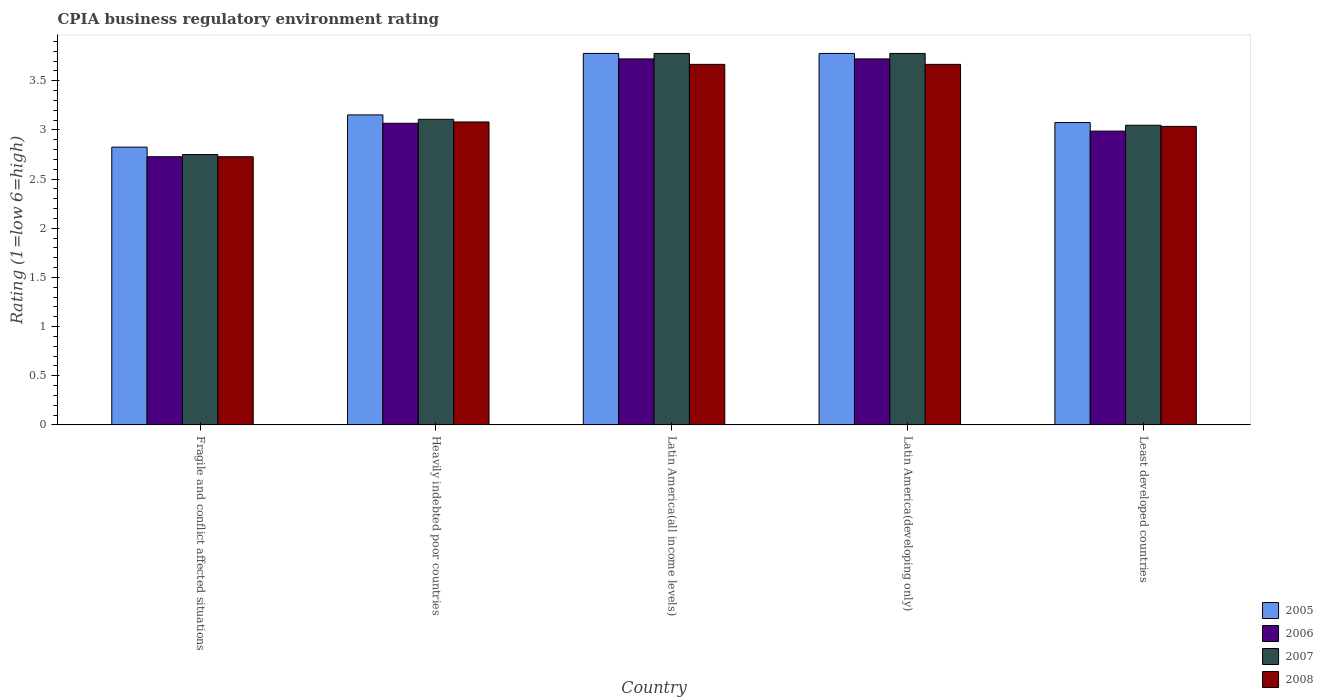 CPIA business regulatory environment rating
Rating (1=low 6=high)
3.5
3
2.5
2
1.5
1
0.5
0
Fragile and conflict affected situations
Heavily indebted poor countries
Latin America(all income levels)
Latin America(developing only)
Least developed countries
Country
2005
2006
2007
2008